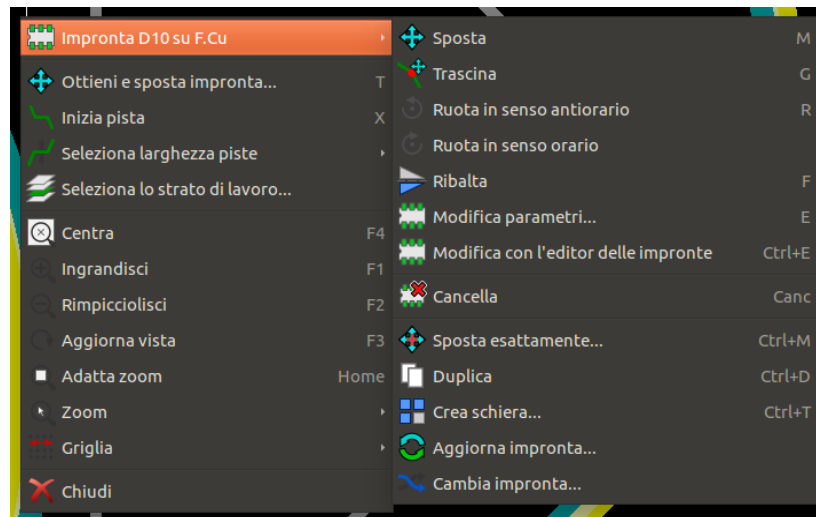 Impronta D10 su F.Cu
Ottieni e sposta impronta... T
Inizia pista X
Seleziona larghezza piste
Seleziona lo strato di lavoro...
Centra F4
Ingrandisci F1
Rimpicciolisci F2
Aggiorna vista F3
Adatta zoom Home
Zoom
Griglia
Chiudi
Sposta M
Trascina G
Ruota in senso antiorario R
Ruota in senso orario
Ribalta F
Modifica parametri... E
Modifica con l'editor delle impronte Ctrl+E
Cancella Canc
Sposta esattamente... Ctrl+M
Duplica Ctrl+D
Crea schiera... Ctrl+T
Aggiorna impronta...
Cambia impronta...